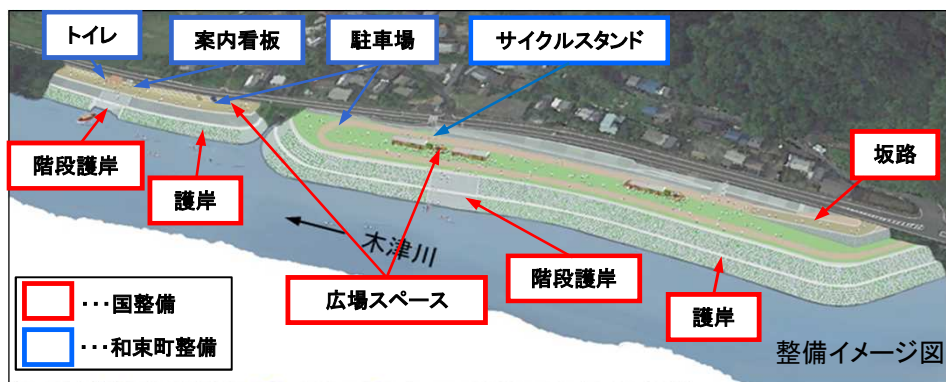 トイレ
案内看板
駐車場
サイクルスタンド
階段護岸
護岸
坂路
木津川
広場スペース
階段護岸
護岸
･･･国整備
･･･和束町整備
整備イメージ図